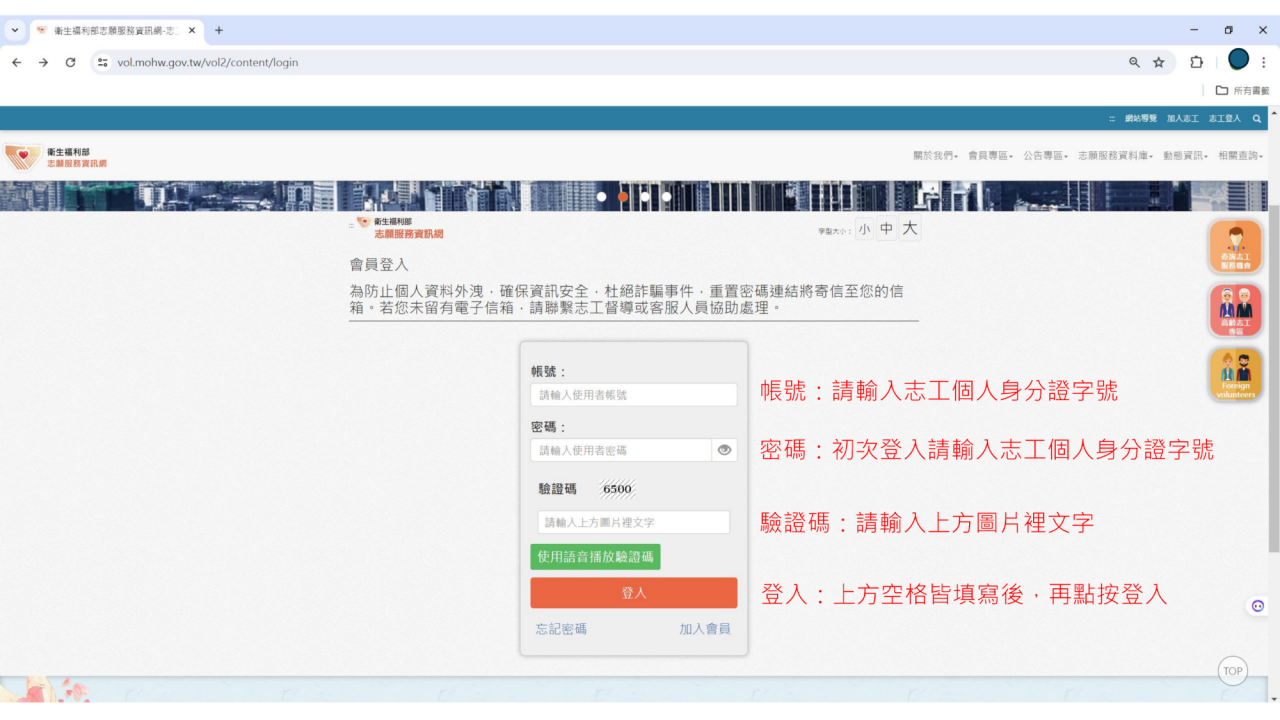 衛生福利部志願服務資訊網-志
vol.mohw.gov.tw/vol2/content/login
所有書籤
::: 網站導覽 加入志工 志工登入
衛生福利部
志願服務資訊網
關於我們 會員專區 公告專區 志願服務資料庫 動態資訊 相關查詢
::: 衛生福利部
志願服務資訊網
字型大小： 小 中 大
查詢志工
服務機會
會員登入
為防止個人資料外洩，確保資訊安全，杜絕詐騙事件，重置密碼連結將寄信至您的信
箱。若您未留有電子信箱，請聯繫志工督導或客服人員協助處理。
高齡志工
專區
帳號：
請輸入使用者帳號
帳號：請輸入志工個人身分證字號
Foreign
volunteers
密碼：
請輸入使用者密碼
密碼：初次登入請輸入志工個人身分證字號
驗證碼 6500
請輸入上方圖片裡文字
驗證碼：請輸入上方圖片裡文字
使用語音播放驗證碼
登入
登入：上方空格皆填寫後，再點按登入
忘記密碼 加入會員
TOP